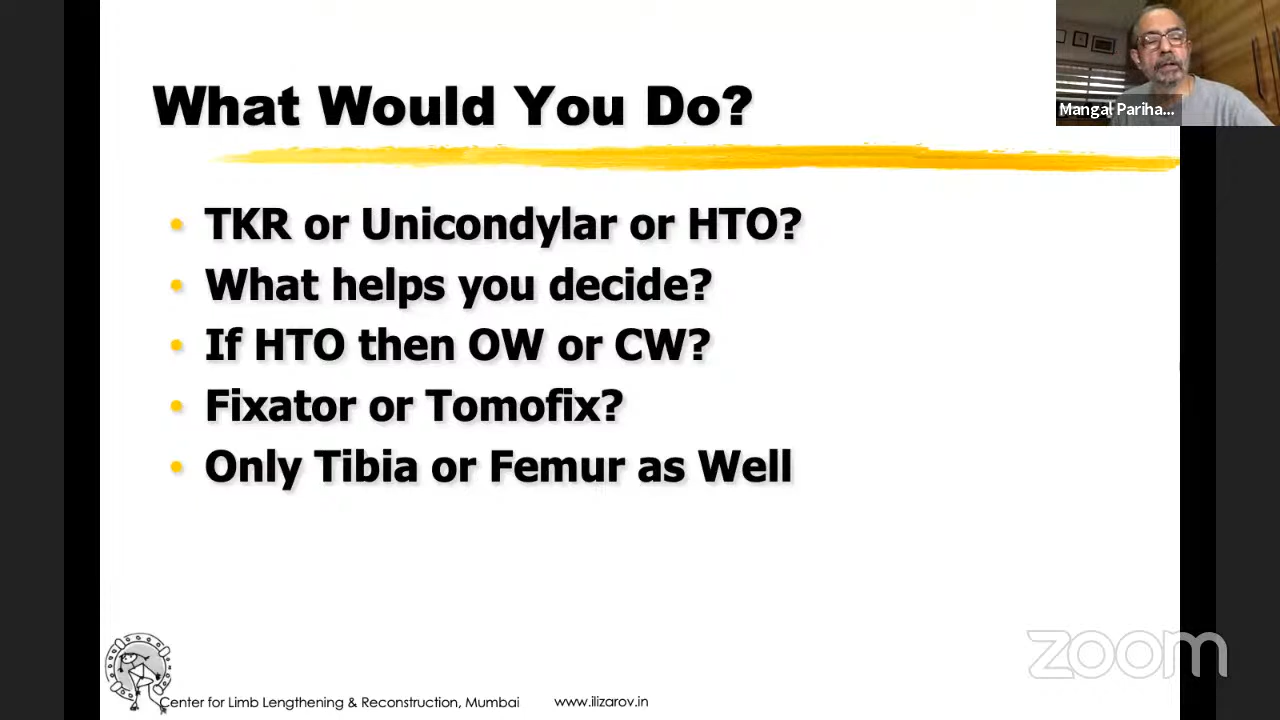 What Would You Do?
Mangal Pariha...
• TKR or Unicondylar or HTO?
• What helps you decide?
• If HTO then OW or CW?
• Fixator or Tomofix?
• Only Tibia or Femur as Well
zoom
Center for Limb Lengthening & Reconstruction, Mumbai www.ilizarov.in